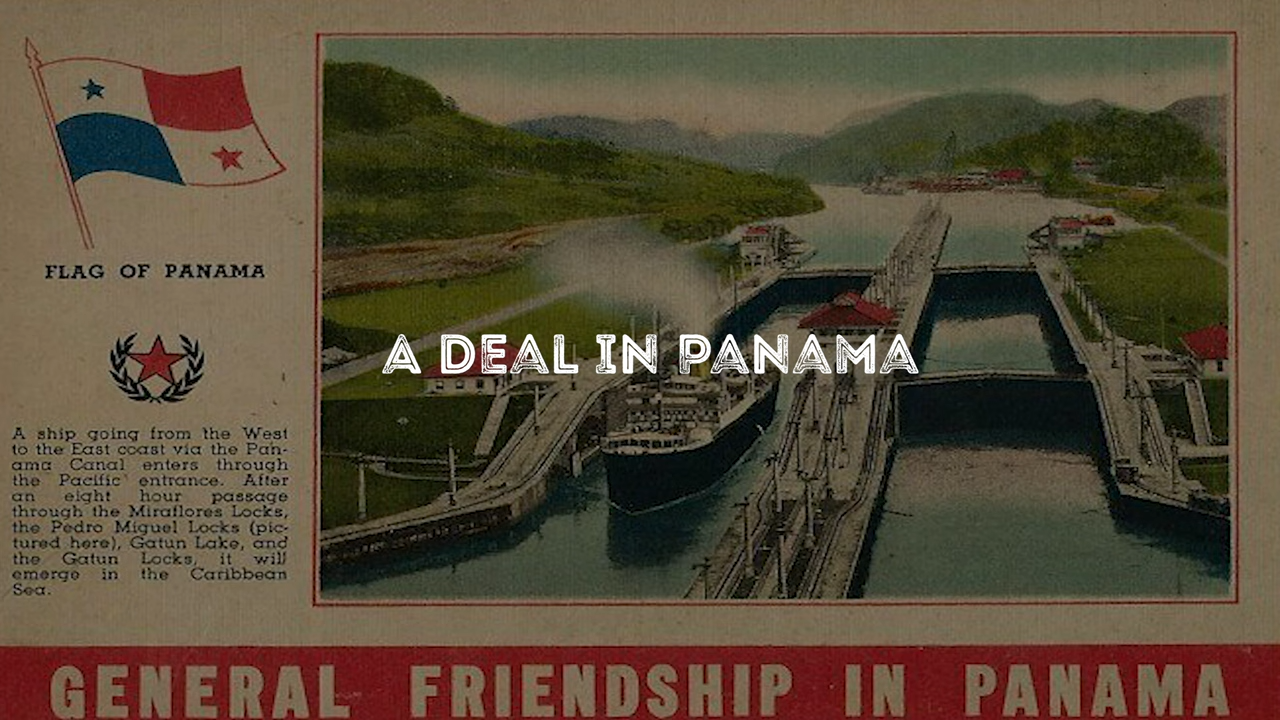 FLAG OF PANAMA
A ship going from the West
to the East coast via the Pan-
ama Canal enters through
the Pacific entrance. After
an eight hour passage
through the Miraflores Locks,
the Pedro Miguel Locks (pic-
tured here), Gatun Lake, and
the Gatun Locks, it will
emerge in the Caribbean
Sea.
A DEAL IN PANAMA
GENERAL FRIENDSHIP IN PANAMA